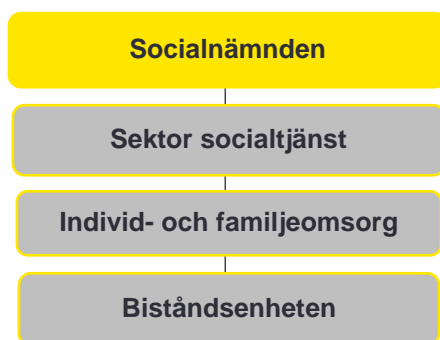 Socialnämnden
Sektor socialtjänst
Individ- och familjeomsorg
Biståndsenheten